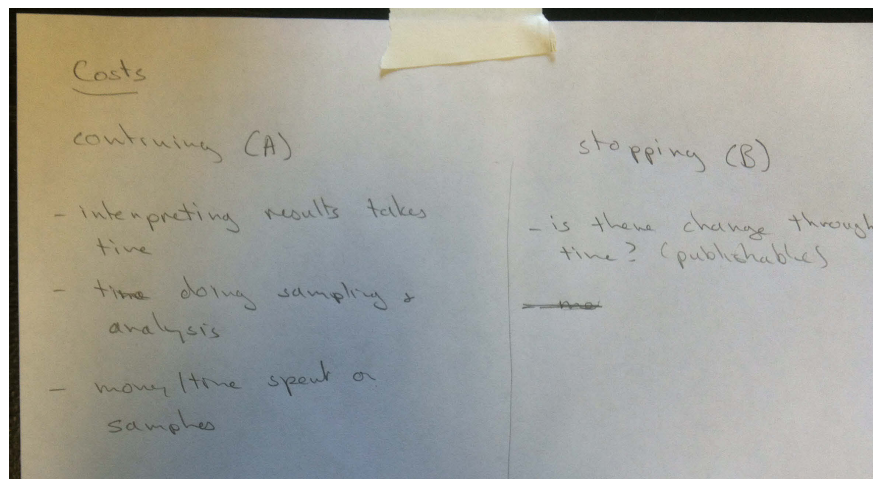 Costs
continuing (A)
- interpreting results takes
time
- time doing sampling &
analysis
- money/time spent on
samples
stopping (B)
- is there change through
time? (publishable)
- mo